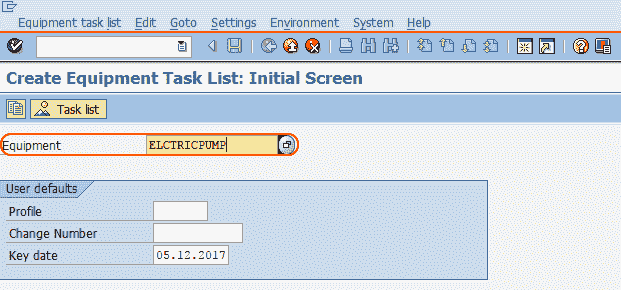 Equipment task list Edit Goto Settings Environment System Help
Create Equipment Task List: Initial Screen
Task list
Equipment ELCTRICPUMP
User defaults
Profile
Change Number
Key date 05.12.2017